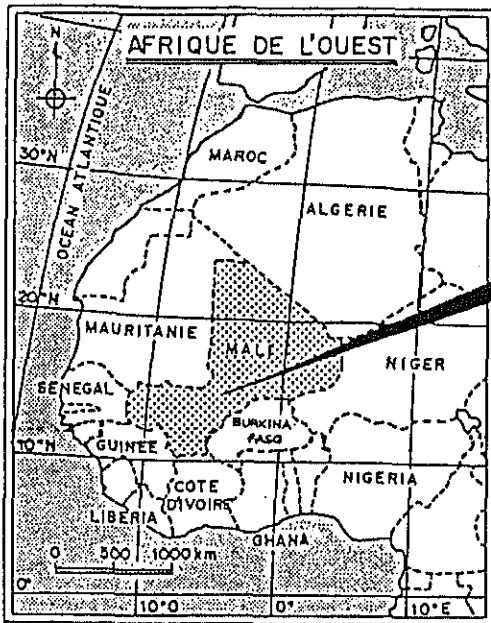 AFRIQUE DE L'OUEST
N
OCEAN ATLANTIQUE
MAROC
30°N
ALGERIE
20°N
MAURITANIE
MALI
NIGER
SENEGAL
BURKINA
FASO
10°N
GUINEE
COTE
D'IVOIRE
NIGERIA
LIBERIA
GHANA
0 500 1000 km
0°
10°O
0°
10°E